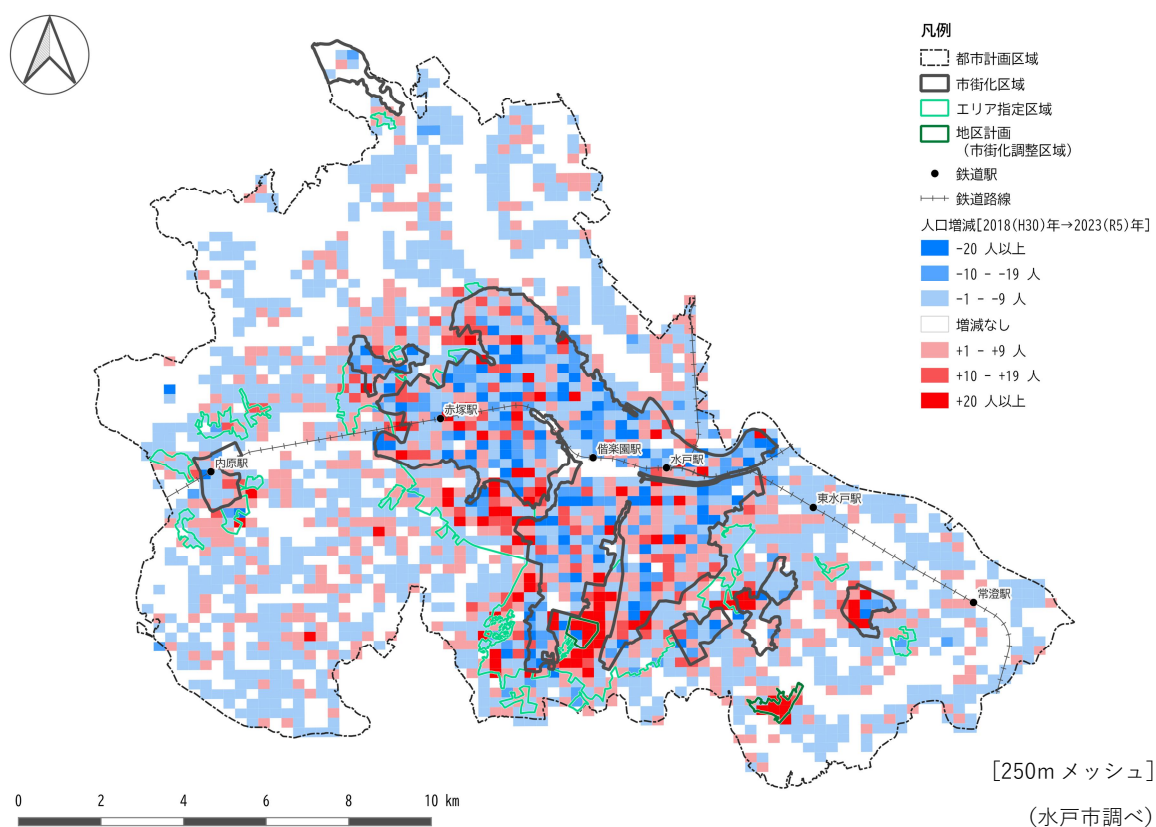 凡例
都市計画区域
市街化区域
エリア指定区域
地区計画
（市街化調整区域）
鉄道駅
鉄道路線
人口増減[2018(H30)年→2023(R5)年]
-20 人以上
-10 - -19 人
-1 - -9 人
増減なし
+1 - +9 人
+10 - +19 人
+20 人以上
赤塚駅
偕楽園駅
水戸駅
内原駅
東水戸駅
常澄駅
[250m メッシュ]
0 2 4 6 8 10 km
（水戸市調べ）